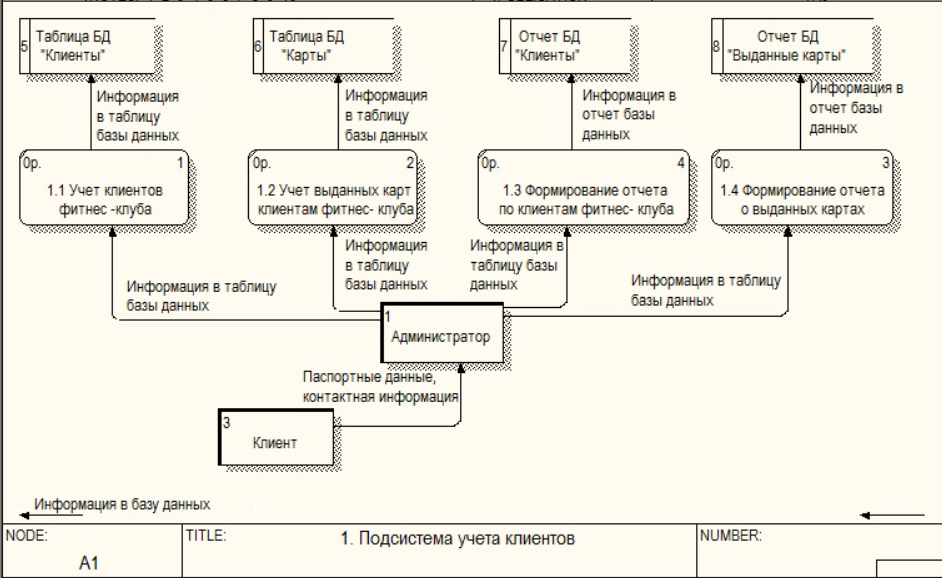 5
Таблица БД
"Клиенты"
6
Таблица БД
"Карты"
7
Отчет БД
"Клиенты"
8
Отчет БД
"Выданные карты"
Информация
в таблицу
базы данных
Информация
в таблицу
базы данных
Информация в
отчет базы
данных
Информация в
отчет базы
данных
0р. 1
1.1 Учет клиентов
фитнес -клуба
0р. 2
1.2 Учет выданных карт
клиентам фитнес- клуба
0р. 4
1.3 Формирование отчета
по клиентам фитнес- клуба
0р. 3
1.4 Формирование отчета
о выданных картах
Информация в таблицу
базы данных
Информация
в таблицу
базы данных
Информация в
таблицу базы
данных
Информация в таблицу
базы данных
1
Администратор
Паспортные данные,
контактная информация
3
Клиент
Информация в базу данных
NODE:
A1
TITLE:
1. Подсистема учета клиентов
NUMBER: